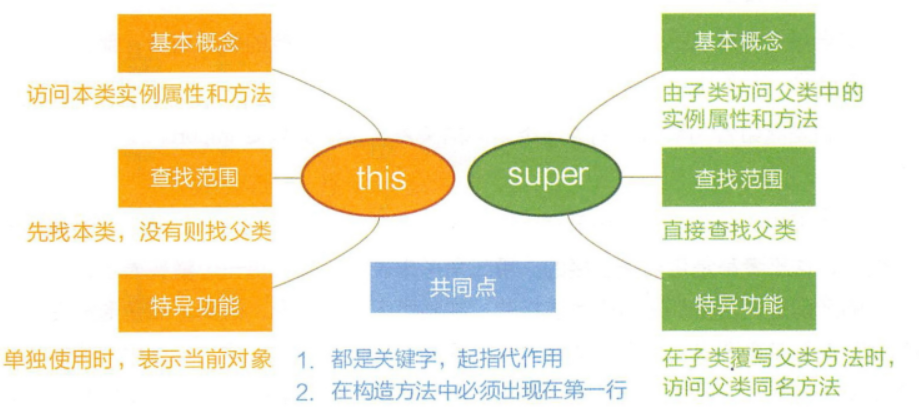 基本概念
访问本类实例属性和方法
查找范围
先找本类，没有则找父类
特异功能
单独使用时，表示当前对象
this
super
基本概念
由子类访问父类中的
实例属性和方法
查找范围
直接查找父类
特异功能
在子类覆写父类方法时，
访问父类同名方法
共同点
1. 都是关键字，起指代作用
2. 在构造方法中必须出现在第一行